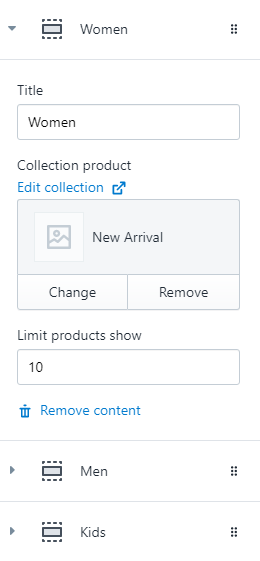 Women
Title
Women
Collection product
Edit collection
New Arrival
Change Remove
Limit products show
10
Remove content
Men
Kids